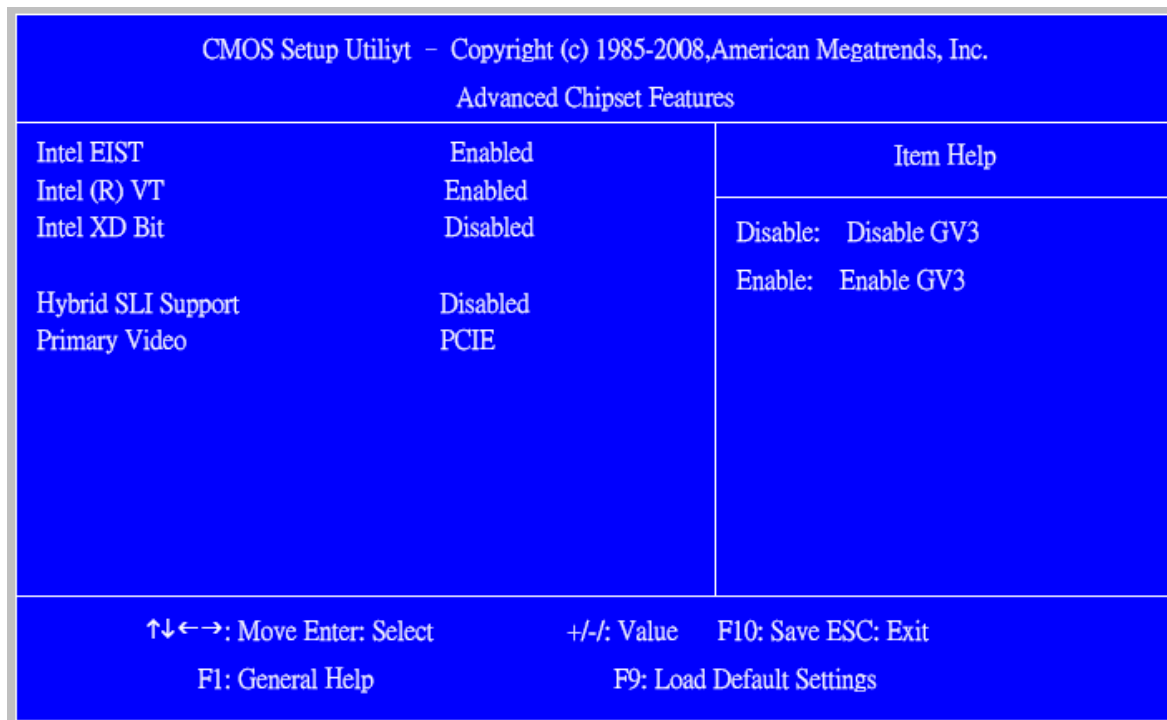 CMOS Setup Utiliyt – Copyright (c) 1985-2008,American Megatrends, Inc.
Advanced Chipset Features
Intel EIST Enabled
Intel (R) VT Enabled
Intel XD Bit Disabled
Hybrid SLI Support Disabled
Primary Video PCIE
Item Help
Disable: Disable GV3
Enable: Enable GV3
↑↓←→: Move Enter: Select +/-/: Value F10: Save ESC: Exit
F1: General Help F9: Load Default Settings